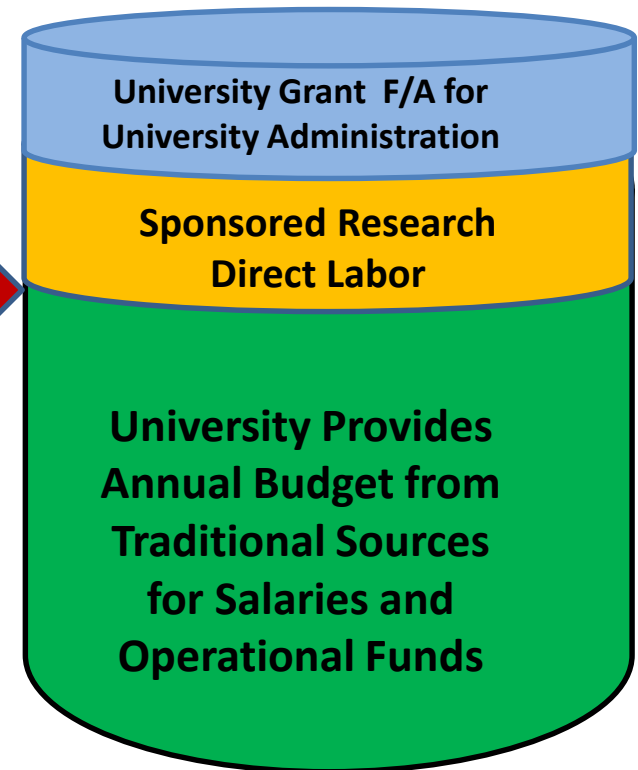 University Grant  F/A for
University Administration
Sponsored Research
Direct Labor
University Provides
Annual Budget from
Traditional Sources
for Salaries and
Operational Funds